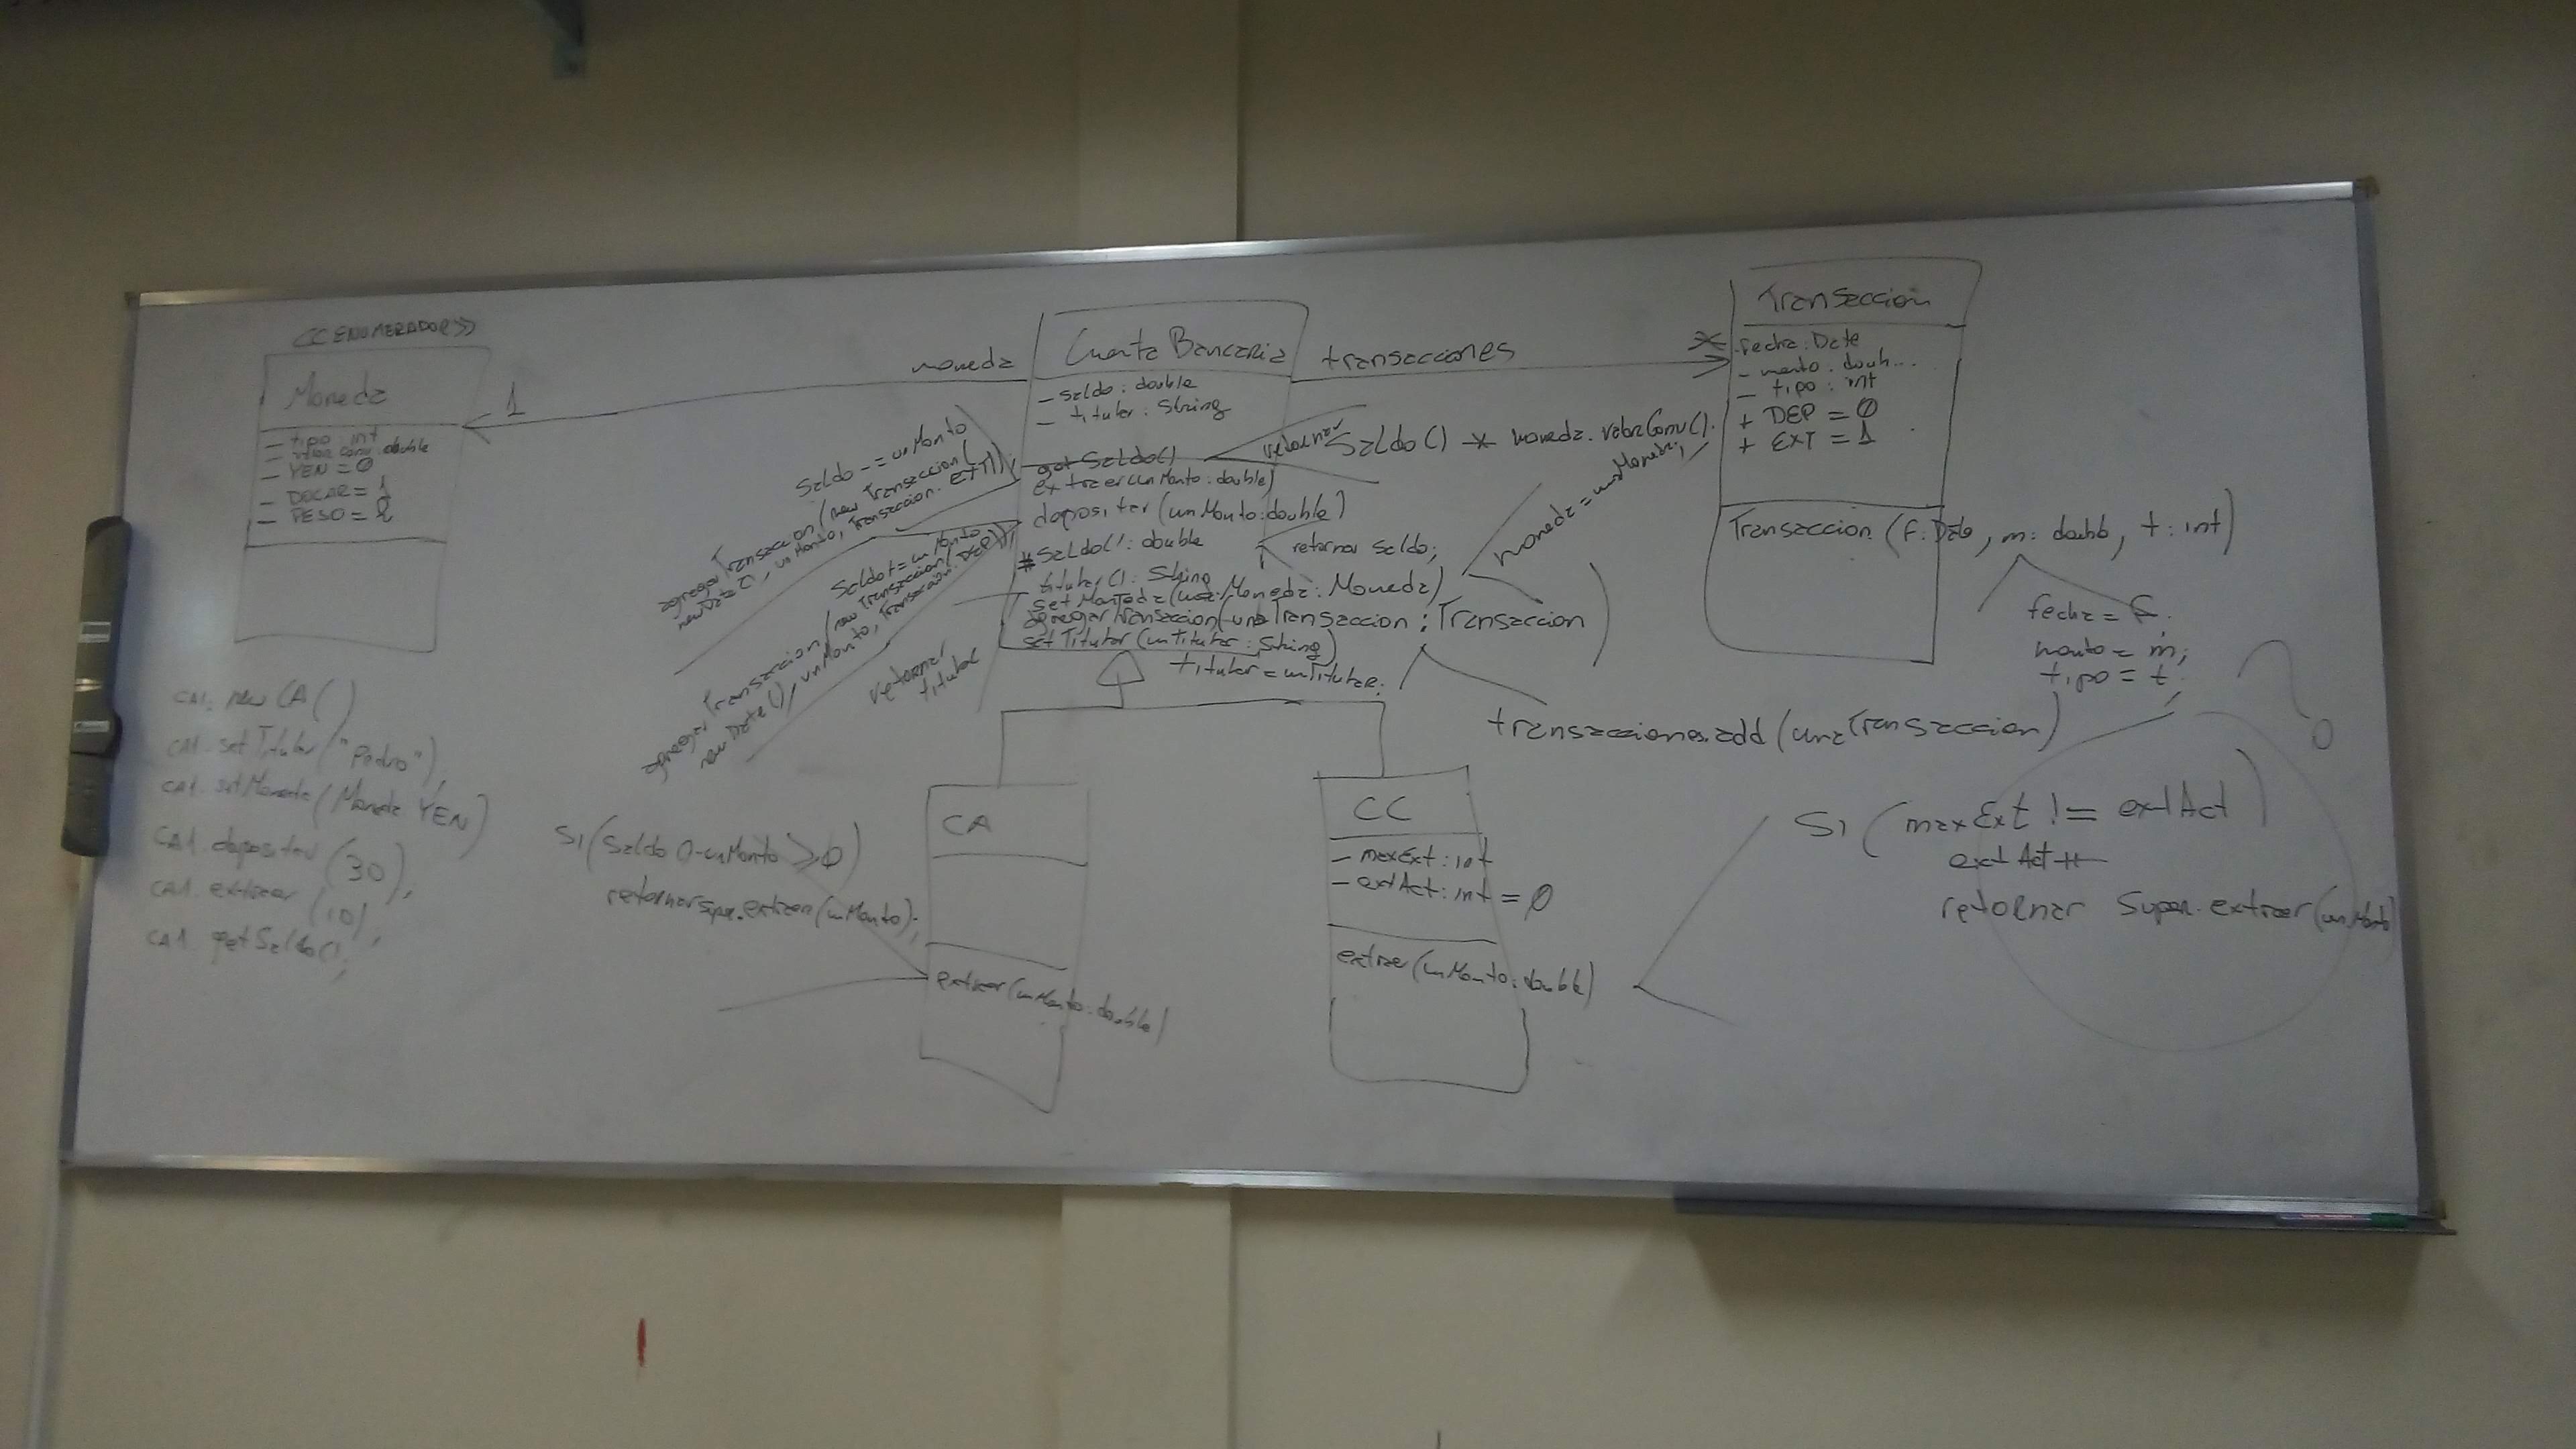 <<ENUMERADOR>>
Moneda
- tipo: int
- valorConv: double
- YEN = 0
- DOLAR = 1
- PESO = 2
1
moneda
Cuenta Bancaria
- saldo: double
- titular: String
-
getSaldo()
extraer(unMonto: double)
depositar (unMonto: double)
# saldo(): double
titular(): String
setMoneda(unaMoneda: Moneda)
agregarTransaccion(unaTransaccion: Transaccion)
setTitular(unTitular: String)
transacciones
*
Transaccion
- fecha: Date
- monto: doub...
- tipo: int
+ DEP = 0
+ EXT = 1
Transaccion (f: Date, m: doubl, t: int)
fecha = f;
monto = m;
tipo = t
retornar Saldo() * moneda.valorConv().
retornar saldo;
moneda = unaMoneda;
titular = unTitular;
transacciones.add(unaTransaccion)
Saldo -= unMonto
agregarTransaccion(new Transaccion(
new Date(), unMonto, Transaccion.EXT));
Saldo += unMonto
agregarTransaccion(new Transaccion(
new Date(), unMonto, Transaccion.DEP));
retornar
titular
CA1: new CA()
CA1.setTitular("Pedro");
CA1.setMoneda(Moneda YEN)
CA1.depositar(30);
CA1.extraer(10);
CA1.getSaldo();
SI(Saldo()-unMonto ≥ 0)
retornar super.extraer(unMonto);
CA
extraer(unMonto: double)
CC
- maxExt: int
- extAct: int = 0
extraer(unMonto: double)
SI (maxExt != extAct)
extAct++
retornar Super.extraer(unMonto)
?